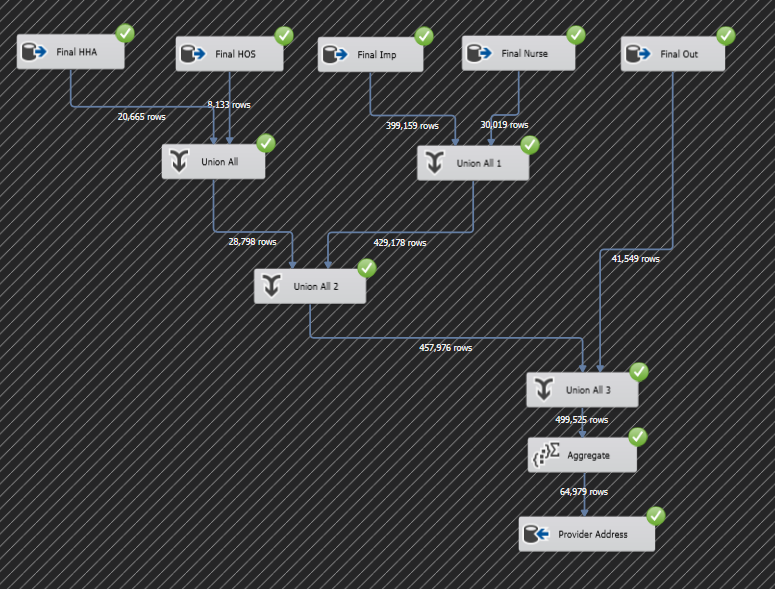 Final HHA
Final HOS
Final Imp
Final Nurse
Final Out
8,133 rows
20,665 rows
399,159 rows
30,019 rows
Union All
Union All 1
28,798 rows
429,178 rows
41,549 rows
Union All 2
457,976 rows
Union All 3
499,525 rows
Aggregate
64,979 rows
Provider Address